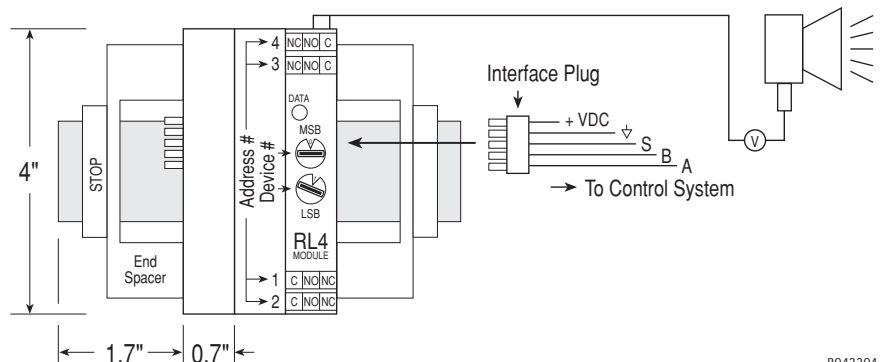 4 NC NO C
3 NC NO C
DATA
MSB
LSB
Address #
Device #
RL4
MODULE
1 C NO NC
2 C NO NC
STOP
End
Spacer
4"
1.7"
0.7"
Interface Plug
+ VDC
S
B
A
To Control System
V